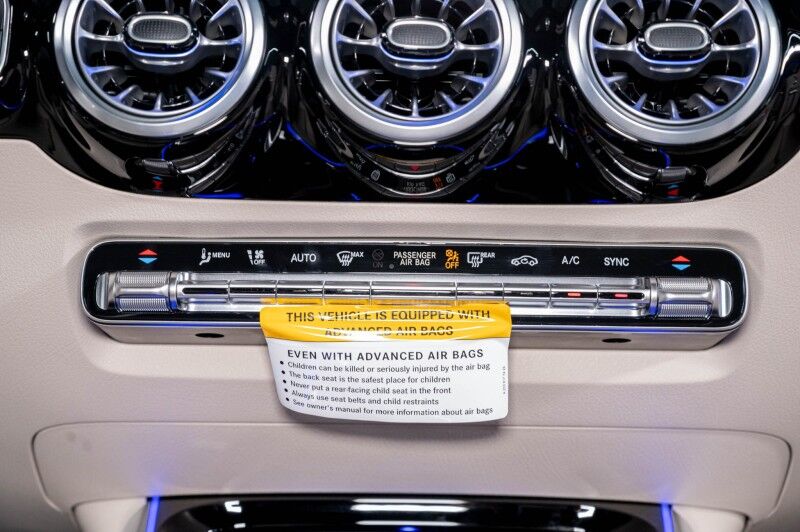 MENU OFF AUTO MAX ON PASSENGER AIR BAG OFF REAR A/C SYNC
THIS VEHICLE IS EQUIPPED WITH
ADVANCED AIR BAGS
EVEN WITH ADVANCED AIR BAGS
• Children can be killed or seriously injured by the air bag
• The back seat is the safest place for children
• Never put a rear-facing child seat in the front
• Always use seat belts and child restraints
• See owner's manual for more information about air bags